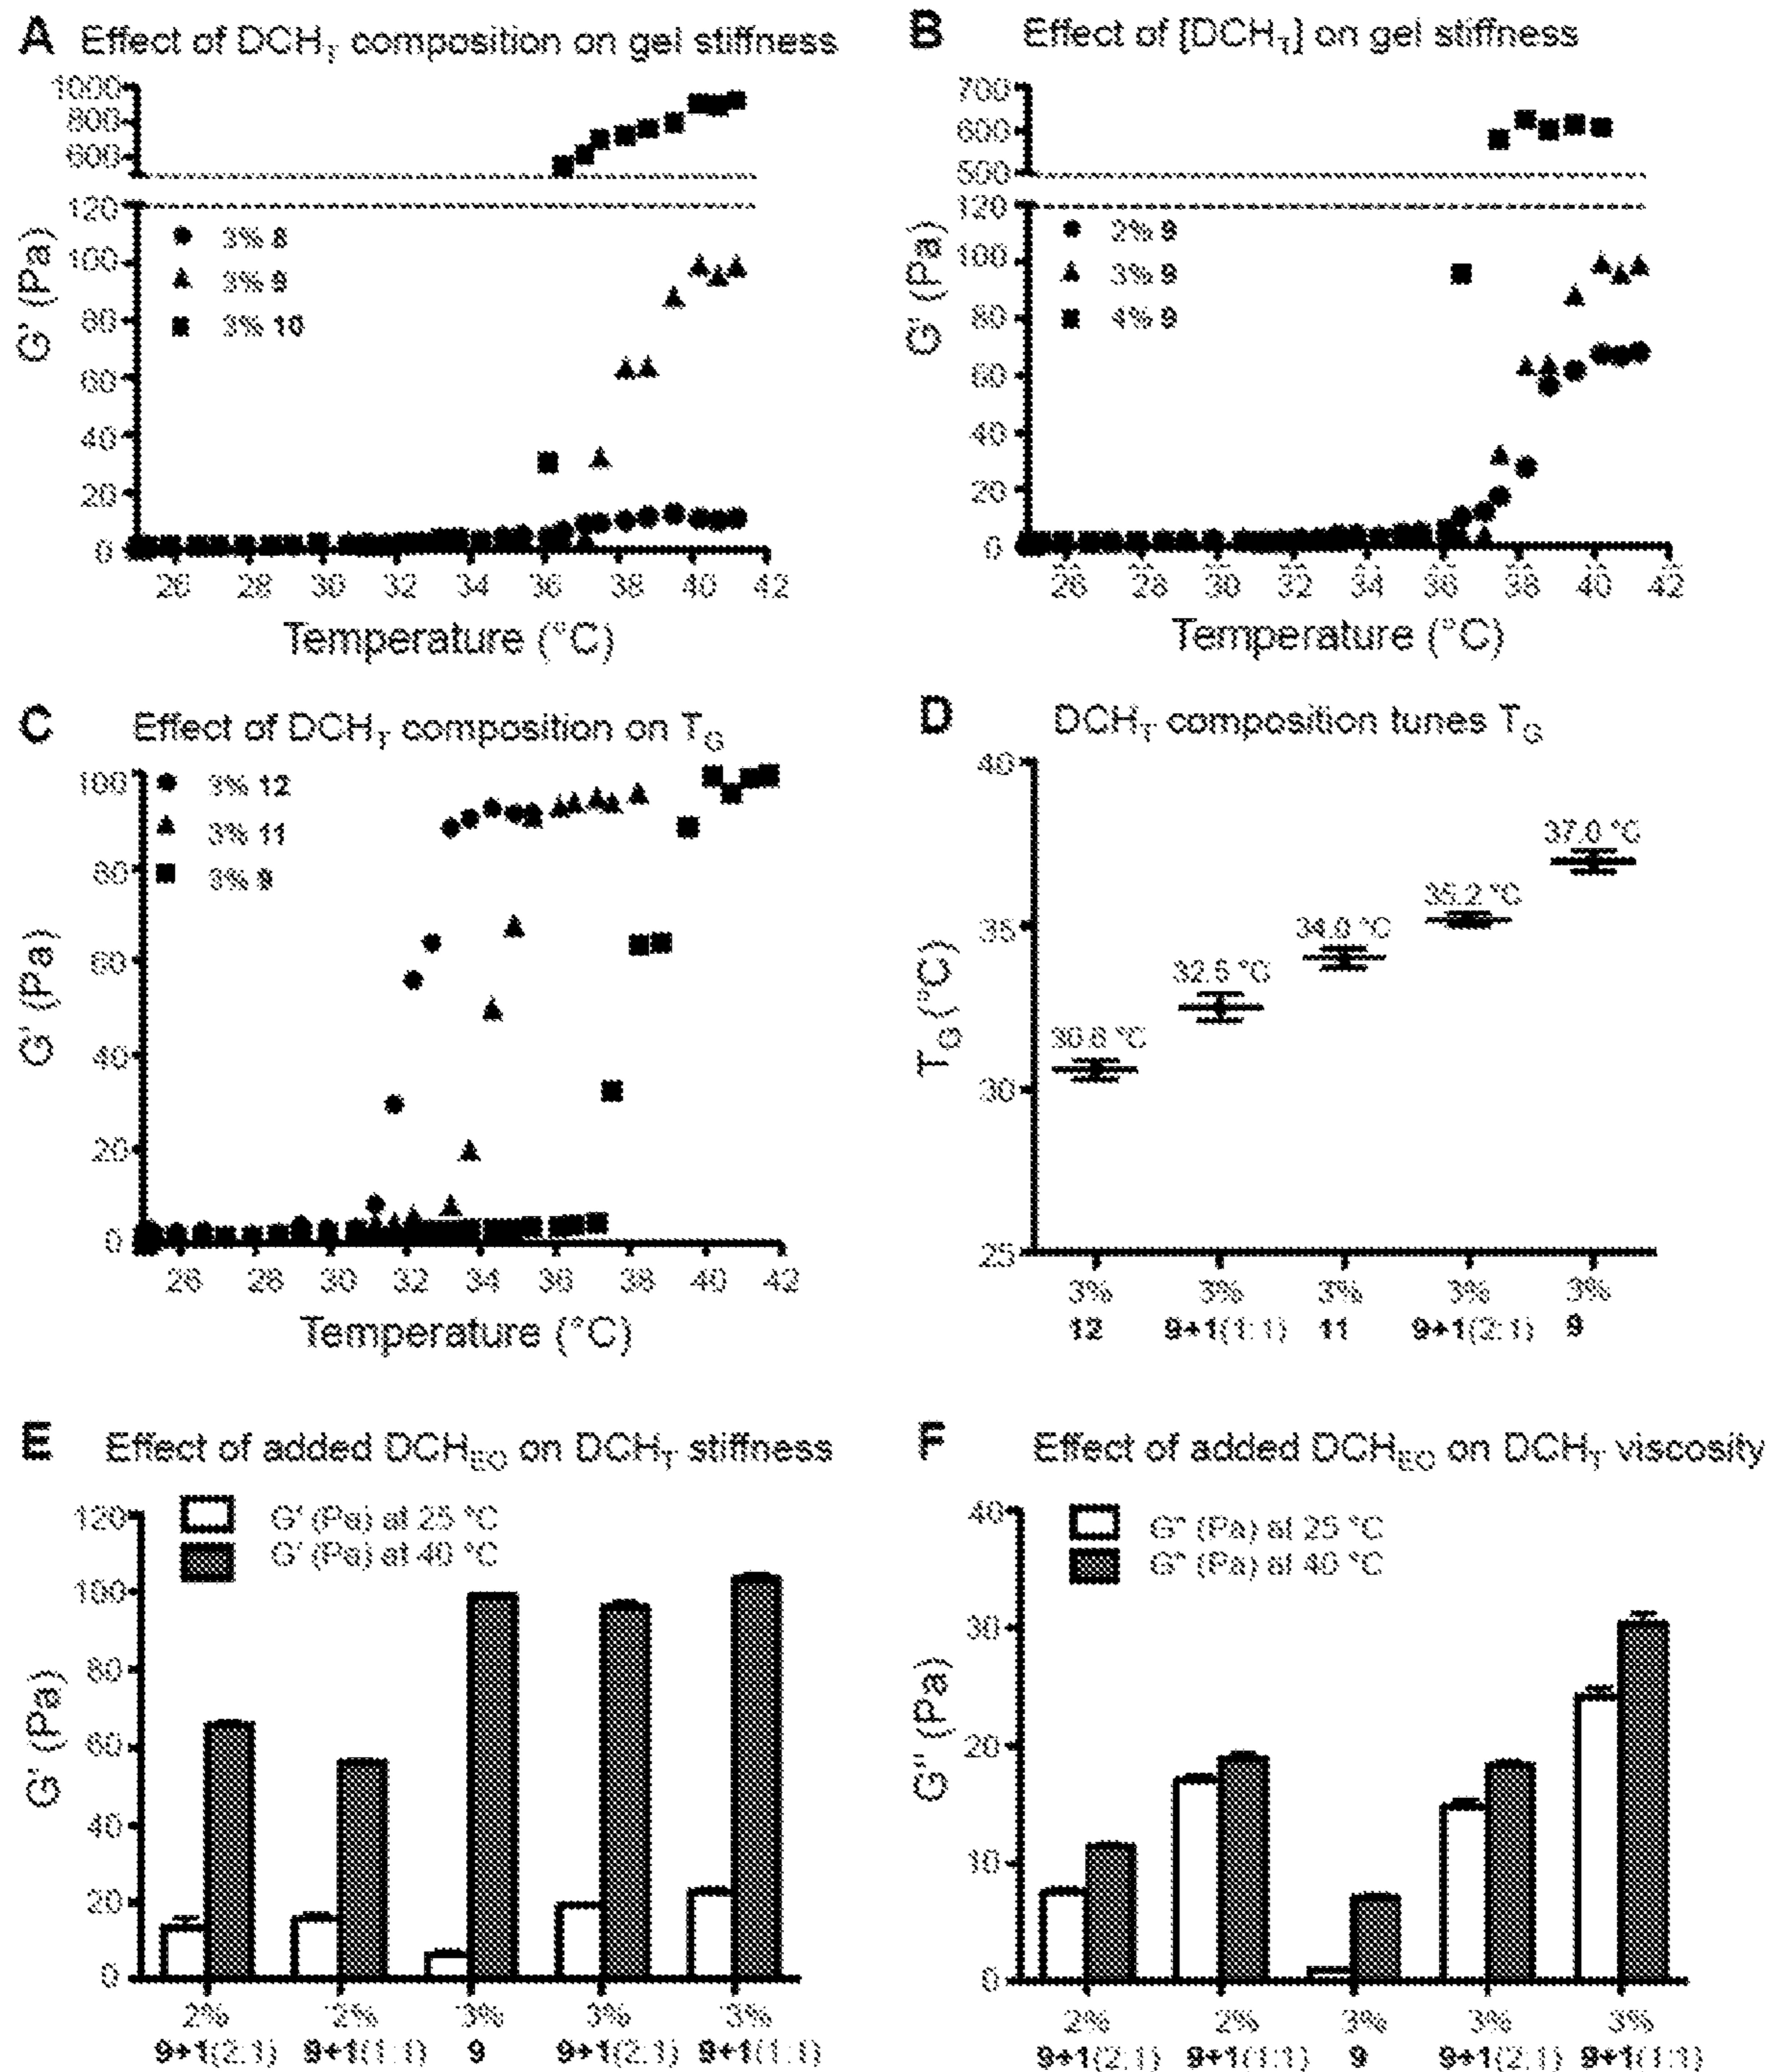 A Effect of DCH_T composition on gel stiffness
1000
800
600
120
100
80
60
40
20
0
G' (Pa)
3% 8
3% 9
3% 10
26 28 30 32 34 36 38 40 42
Temperature (°C)
B Effect of [DCH_T] on gel stiffness
700
600
500
120
100
80
60
40
20
0
G' (Pa)
2% 9
3% 9
4% 9
26 28 30 32 34 36 38 40 42
Temperature (°C)
C Effect of DCH_T composition on T_G
100
80
60
40
20
0
G' (Pa)
3% 12
3% 11
3% 9
26 28 30 32 34 36 38 40 42
Temperature (°C)
D DCH_T composition tunes T_G
40
35
30
25
T_G (°C)
37.0 °C
35.2 °C
34.0 °C
32.5 °C
30.6 °C
3% 3% 3% 3% 3%
12 9+1(1:1) 11 9+1(2:1) 9
E Effect of added DCH_EO on DCH_T stiffness
120
100
80
60
40
20
0
G' (Pa)
G' (Pa) at 25 °C
G' (Pa) at 40 °C
2% 2% 3% 3% 3%
9+1(2:1) 9+1(1:1) 9 9+1(2:1) 9+1(1:1)
F Effect of added DCH_EO on DCH_T viscosity
40
30
20
10
0
G'' (Pa)
G'' (Pa) at 25 °C
G'' (Pa) at 40 °C
2% 2% 3% 3% 3%
9+1(2:1) 9+1(1:1) 9 9+1(2:1) 9+1(1:1)